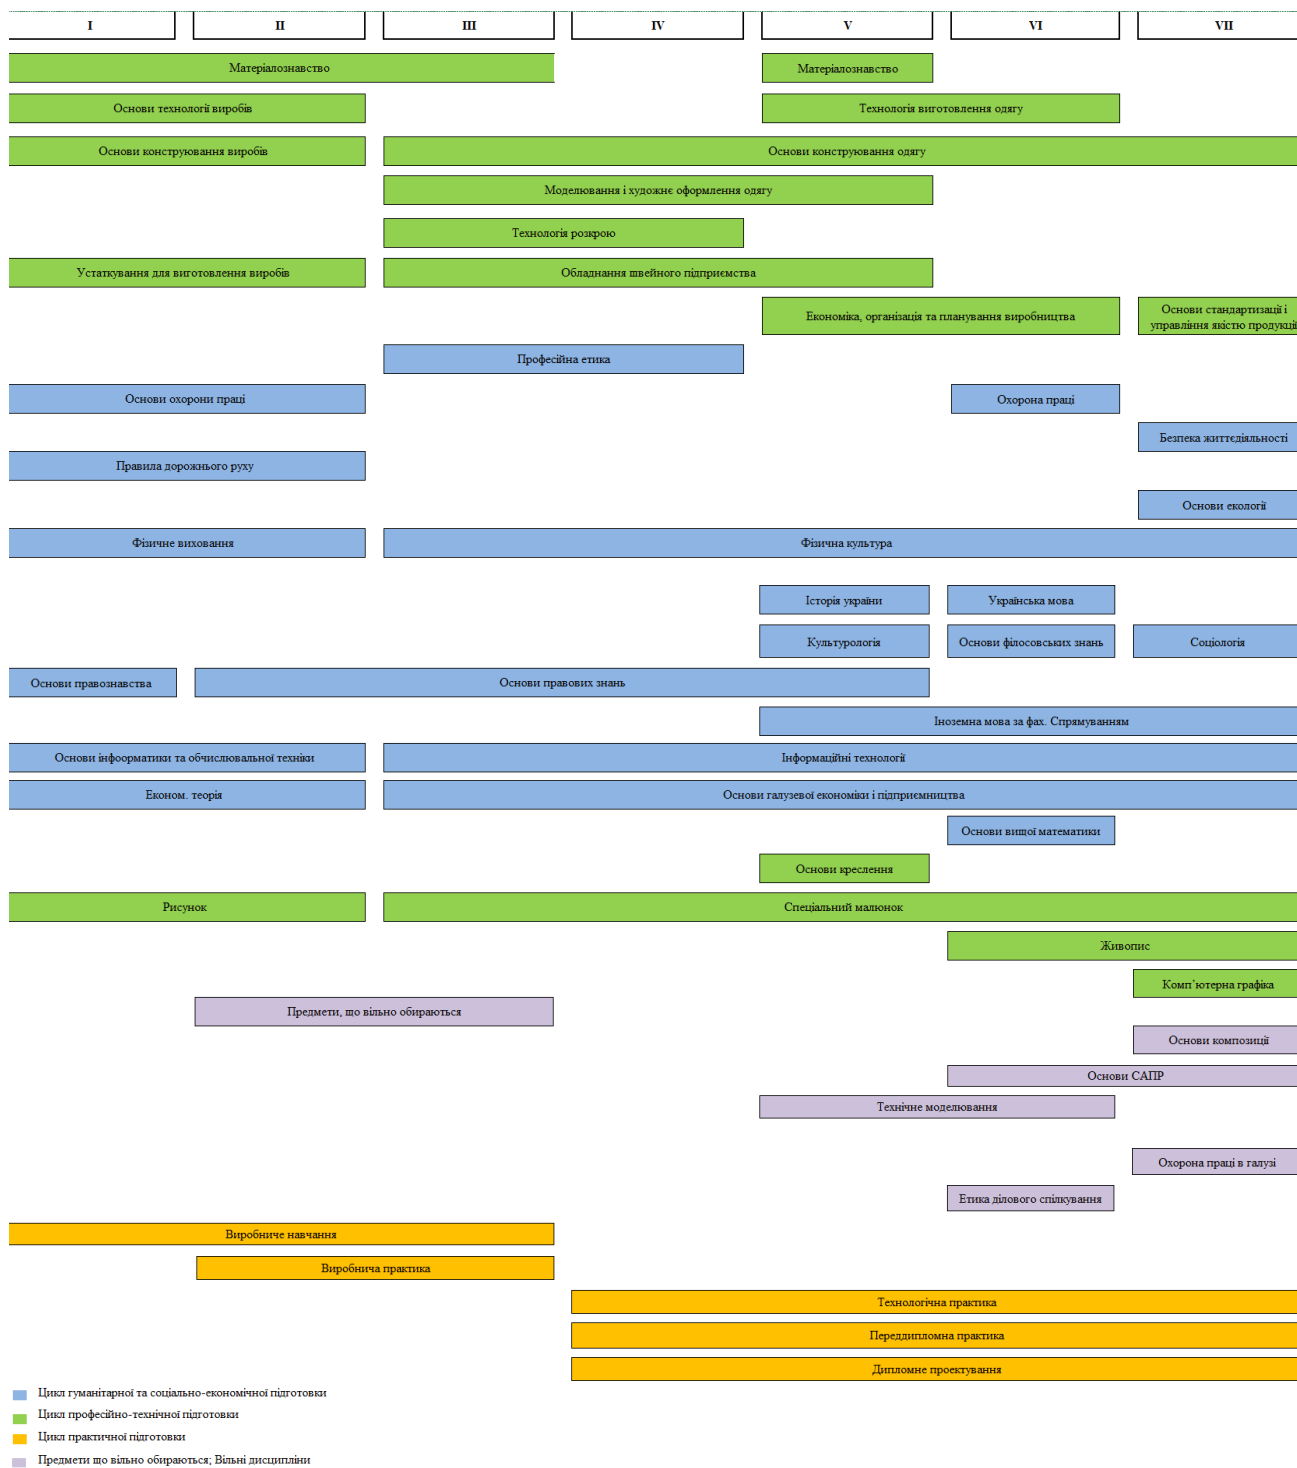 I II III IV V VI VII
Матеріалознавство Матеріалознавство
Основи технології виробів Технологія виготовлення одягу
Основи конструювання виробів Основи конструювання одягу
Моделювання і художнє оформлення одягу
Технологія розкрою
Устаткування для виготовлення виробів Обладнання швейного підприємства
Економіка, організація та планування виробництва Основи стандартизації і
управління якістю продукції
Професійна етика
Основи охорони праці Охорона праці
Безпека життєдіяльності
Правила дорожнього руху
Основи екології
Фізичне виховання Фізична культура
Історія україни Українська мова
Культурологія Основи філосовських знань Соціологія
Основи правознавства Основи правових знань
Іноземна мова за фах. Спрямуванням
Основи інфоорматики та обчислювальної техніки Інформаційні технології
Економ. теорія Основи галузевої економіки і підприємництва
Основи вищої математики
Основи креслення
Рисунок Спеціальний малюнок
Живопис
Комп’ютерна графіка
Предмети, що вільно обираються
Основи композиції
Основи САПР
Технічне моделювання
Охорона праці в галузі
Етика ділового спілкування
Виробниче навчання
Виробнича практика
Технологічна практика
Переддипломна практика
Дипломне проектування
Цикл гуманітарної та соціально-економічної підготовки
Цикл професійно-технічної підготовки
Цикл практичної підготовки
Предмети що вільно обираються; Вільні дисципліни